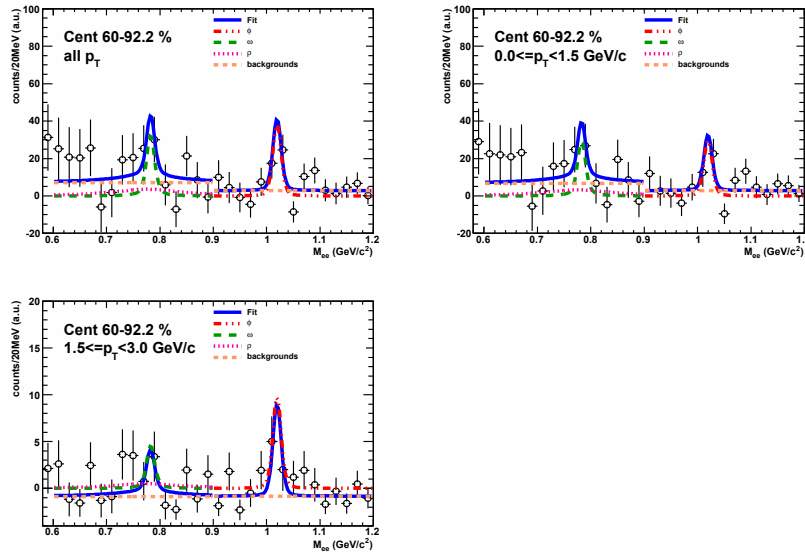 counts/20MeV (a.u.)
100
80
60
40
20
0
-20
Cent 60-92.2 %
all p_T
Fit
ϕ
ω
ρ
backgrounds
0.6 0.7 0.8 0.9 1 1.1 1.2
M_ee (GeV/c²)
counts/20MeV (a.u.)
100
80
60
40
20
0
-20
Cent 60-92.2 %
0.0<=p_T<1.5 GeV/c
Fit
ϕ
ω
ρ
backgrounds
0.6 0.7 0.8 0.9 1 1.1 1.2
M_ee (GeV/c²)
counts/20MeV (a.u.)
20
15
10
5
0
Cent 60-92.2 %
1.5<=p_T<3.0 GeV/c
Fit
ϕ
ω
ρ
backgrounds
0.6 0.7 0.8 0.9 1 1.1 1.2
M_ee (GeV/c²)